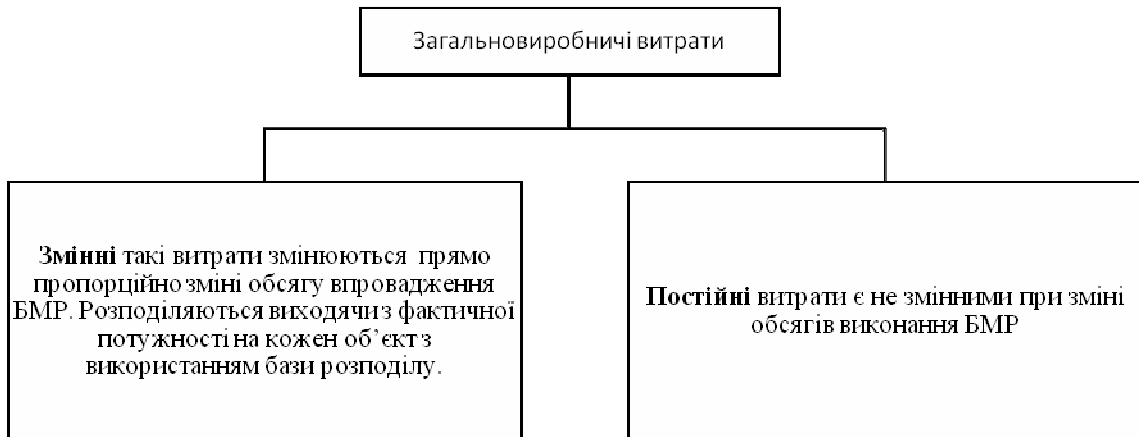 Загальновиробничі витрати
Змінні такі витрати змінюються прямо
пропорційно зміні обсягу впровадження
БМР. Розподіляються виходячи з фактичної
потужності на кожен об’єкт з
використанням бази розподілу.
Постійні витрати є не змінними при зміні
обсягів виконання БМР